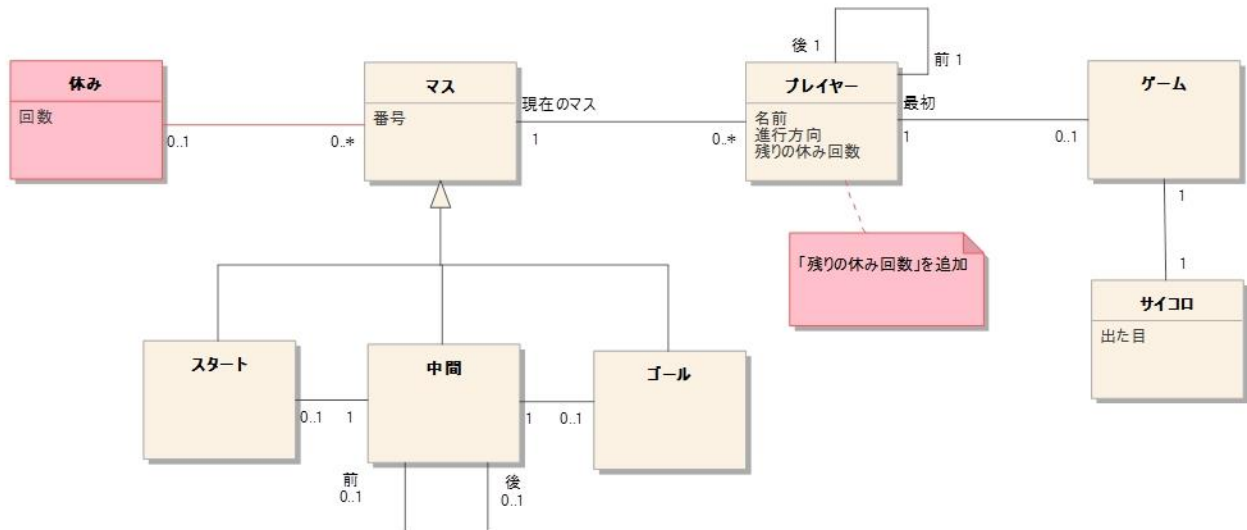 後 1
前 1
休み
回数
マス
番号
プレイヤー
名前
進行方向
残りの休み回数
ゲーム
0..1
0..*
現在のマス
1
0..*
最初
1
0..1
「残りの休み回数」を追加
1
1
サイコロ
出た目
スタート
中間
ゴール
0..1
1
1
0..1
前
0..1
後
0..1